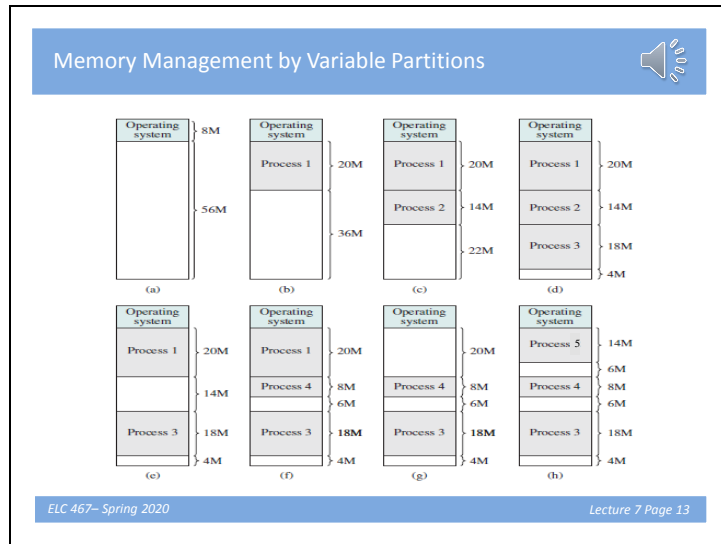 Memory Management by Variable Partitions
Operating
system
8M
56M
(a)
Operating
system
Process 1
20M
36M
(b)
Operating
system
Process 1
20M
Process 2
14M
22M
(c)
Operating
system
Process 1
20M
Process 2
14M
Process 3
18M
4M
(d)
Operating
system
Process 1
20M
14M
Process 3
18M
4M
(e)
Operating
system
Process 1
20M
Process 4
8M
6M
Process 3
18M
4M
(f)
Operating
system
20M
Process 4
8M
6M
Process 3
18M
4M
(g)
Operating
system
Process 5
14M
6M
Process 4
8M
6M
Process 3
18M
4M
(h)
ELC 467– Spring 2020
Lecture 7 Page 13